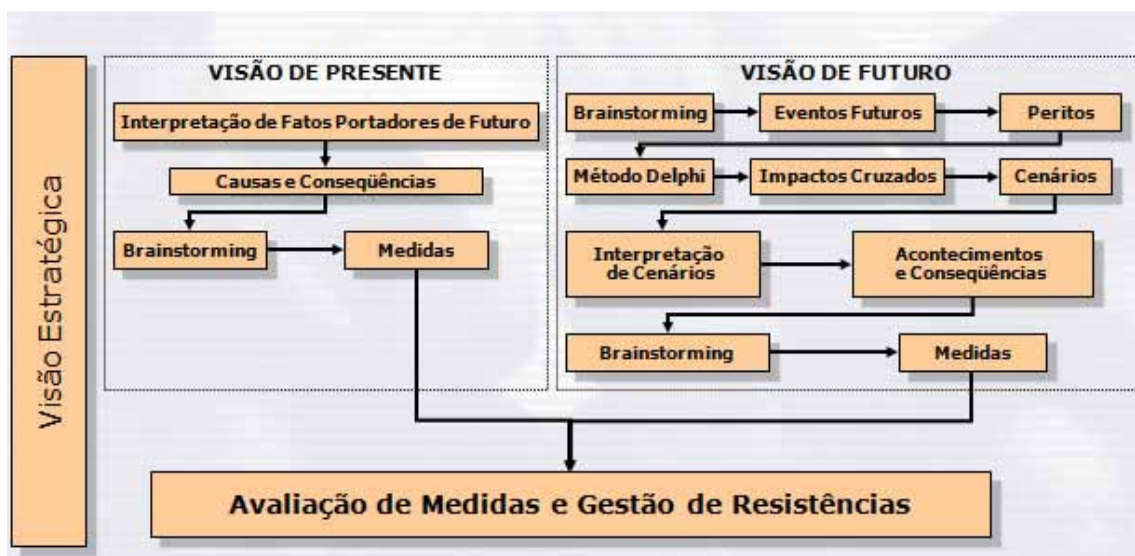 Visão Estratégica
VISÃO DE PRESENTE
Interpretação de Fatos Portadores de Futuro
Causas e Conseqüências
Brainstorming
Medidas
VISÃO DE FUTURO
Brainstorming
Eventos Futuros
Peritos
Método Delphi
Impactos Cruzados
Cenários
Interpretação
de Cenários
Acontecimentos
e Conseqüências
Brainstorming
Medidas
Avaliação de Medidas e Gestão de Resistências